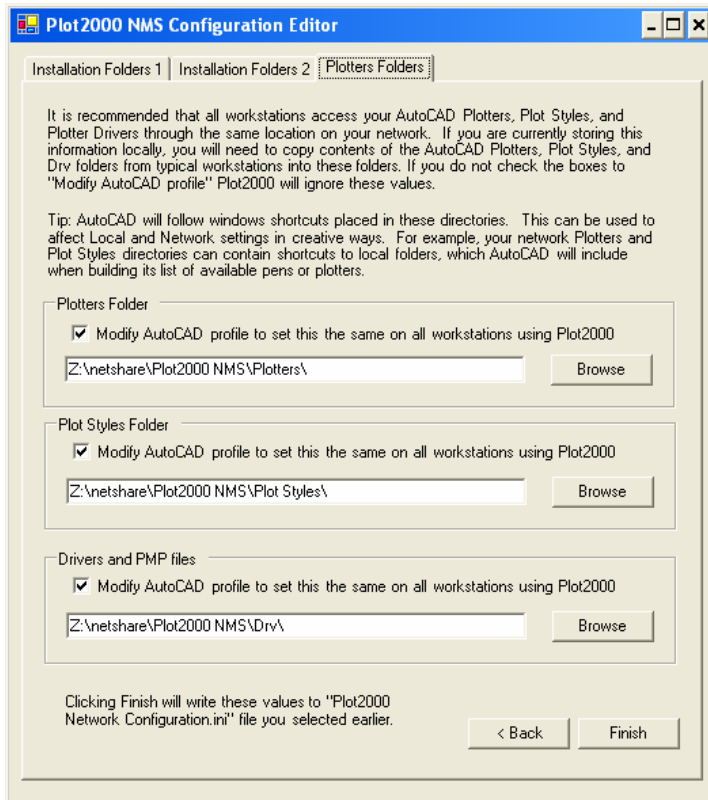 Plot2000 NMS Configuration Editor
Installation Folders 1 Installation Folders 2 Plotters Folders
It is recommended that all workstations access your AutoCAD Plotters, Plot Styles, and
Plotter Drivers through the same location on your network. If you are currently storing this
information locally, you will need to copy contents of the AutoCAD Plotters, Plot Styles, and
Drv folders from typical workstations into these folders. If you do not check the boxes to
"Modify AutoCAD profile" Plot2000 will ignore these values.
Tip: AutoCAD will follow windows shortcuts placed in these directories. This can be used to
affect Local and Network settings in creative ways. For example, your network Plotters and
Plot Styles directories can contain shortcuts to local folders, which AutoCAD will include
when building its list of available pens or plotters.
Plotters Folder
Modify AutoCAD profile to set this the same on all workstations using Plot2000
Z:\netshare\Plot2000 NMS\Plotters\
Browse
Plot Styles Folder
Modify AutoCAD profile to set this the same on all workstations using Plot2000
Z:\netshare\Plot2000 NMS\Plot Styles\
Browse
Drivers and PMP files
Modify AutoCAD profile to set this the same on all workstations using Plot2000
Z:\netshare\Plot2000 NMS\Drv\
Browse
Clicking Finish will write these values to "Plot2000
Network Configuration.ini" file you selected earlier.
< Back
Finish